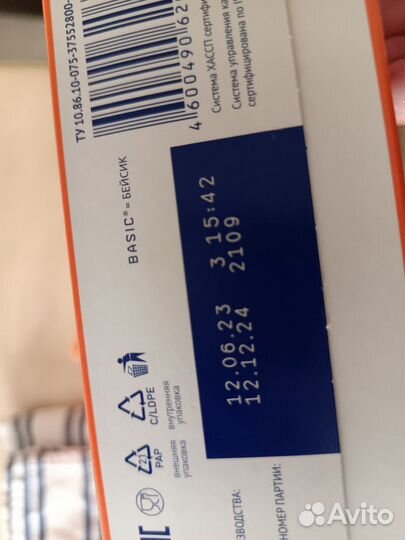 ТУ 10.86.10-075-37552800-
4 600490 62
Система ХАССП сертифи
Система управления ка
сертифицирована по I
BASIC® = БЕЙСИК
12.06.23 3 15:42
12.12.24 2109
C/LDPE
внутренняя
упаковка
21
PAP
внешняя
упаковка
ЗВОДСТВА:
НОМЕР ПАРТИИ:
Avito